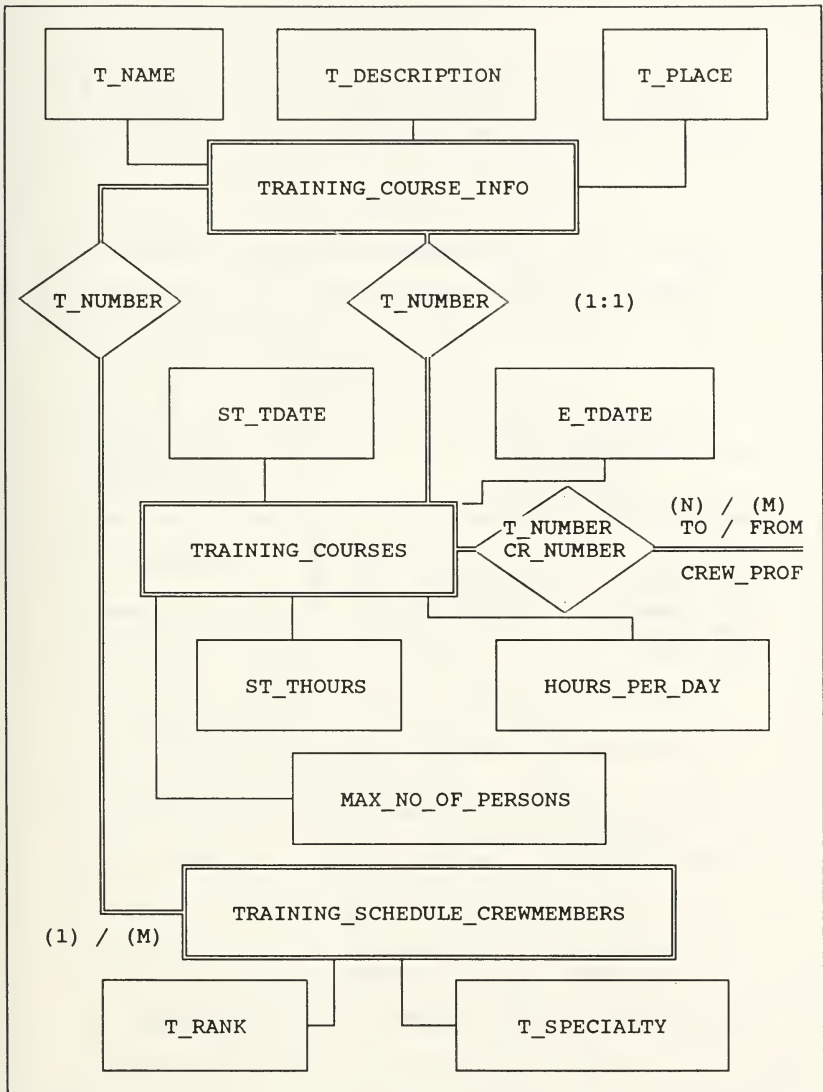 T_NAME
T_DESCRIPTION
T_PLACE
TRAINING_COURSE_INFO
T_NUMBER
T_NUMBER
(1:1)
ST_TDATE
E_TDATE
(N) / (M)
TO / FROM
T_NUMBER
CR_NUMBER
TRAINING_COURSES
CREW_PROF
ST_THOURS
HOURS_PER_DAY
MAX_NO_OF_PERSONS
TRAINING_SCHEDULE_CREWMEMBERS
(1) / (M)
T_RANK
T_SPECIALTY